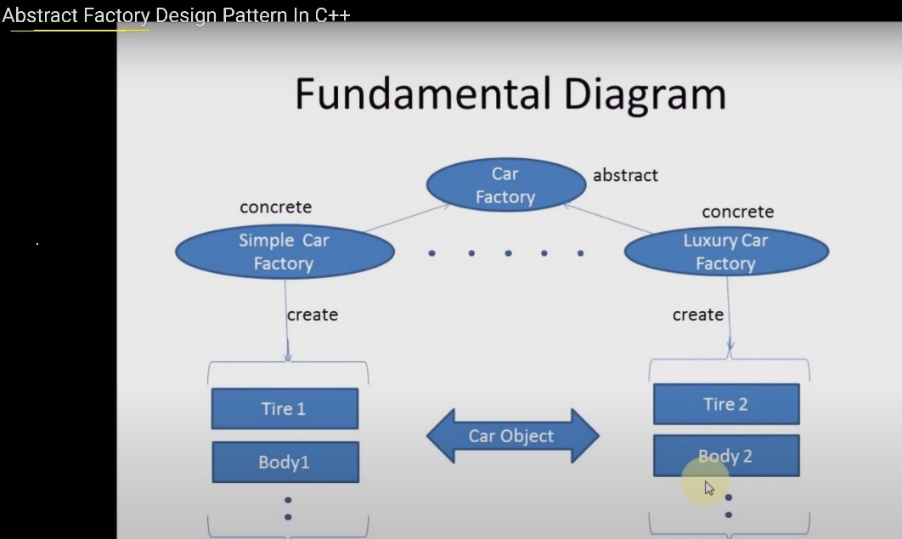 Abstract Factory Design Pattern In C++
Fundamental Diagram
Car
Factory
abstract
concrete
concrete
Simple Car
Factory
Luxury Car
Factory
create
create
Tire 1
Tire 2
Car Object
Body1
Body 2